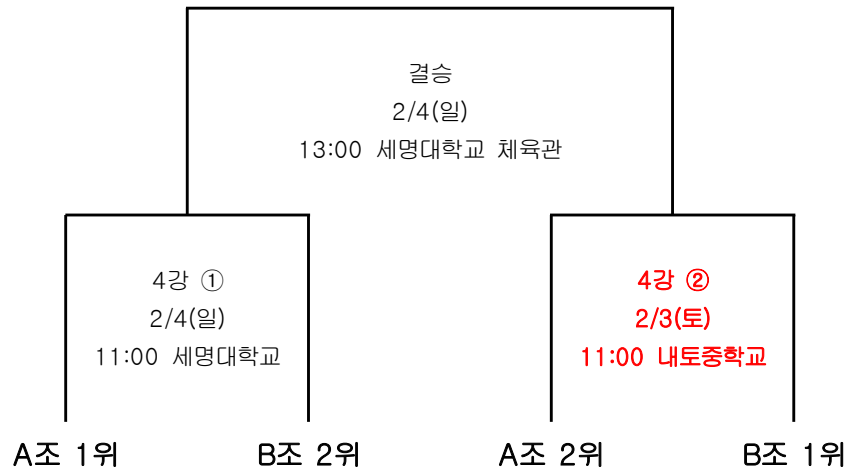 결승
2/4(일)
13:00 세명대학교 체육관
4강 ①
2/4(일)
11:00 세명대학교
4강 ②
2/3(토)
11:00 내토중학교
A조 1위
B조 2위
A조 2위
B조 1위